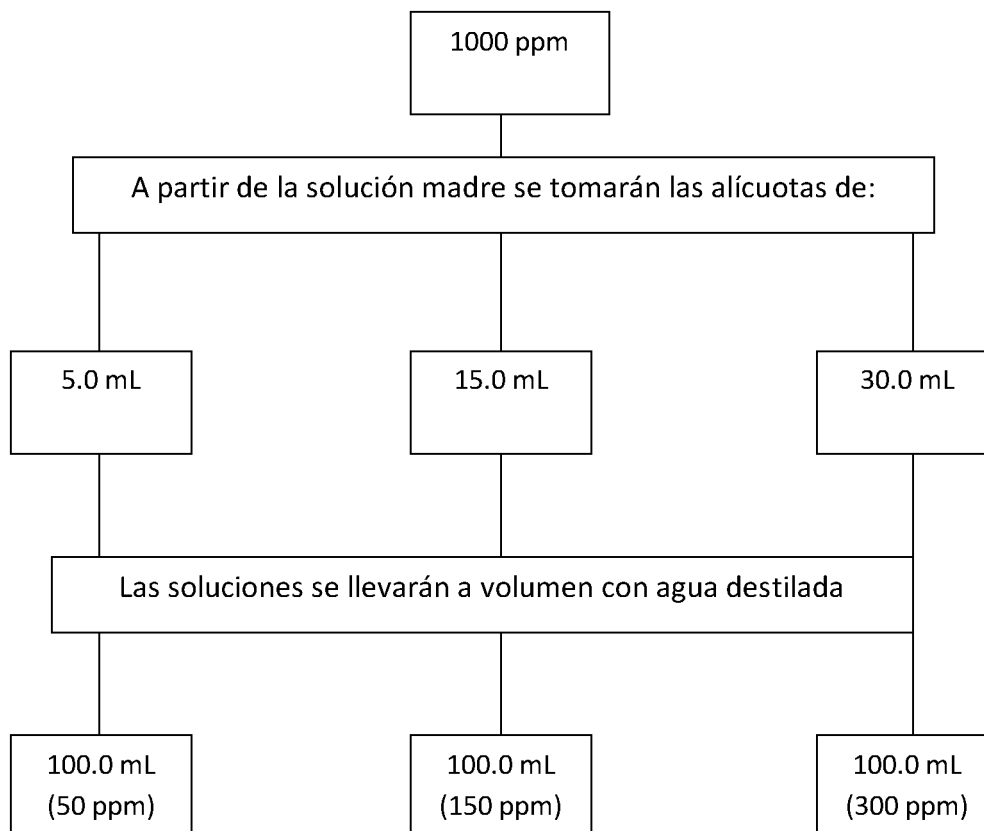 1000 ppm
A partir de la solución madre se tomarán las alícuotas de:
5.0 mL
15.0 mL
30.0 mL
Las soluciones se llevarán a volumen con agua destilada
100.0 mL
(50 ppm)
100.0 mL
(150 ppm)
100.0 mL
(300 ppm)